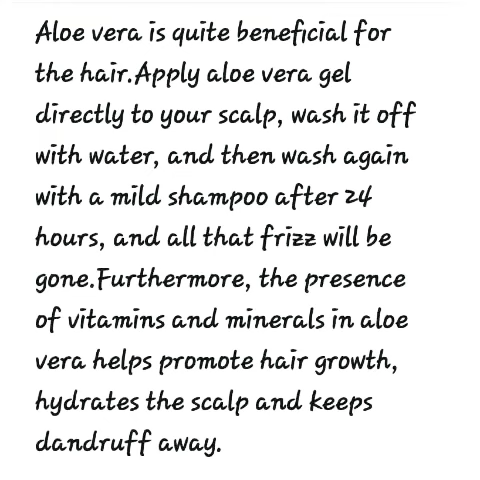 Aloe vera is quite beneficial for
the hair.Apply aloe vera gel
directly to your scalp, wash it off
with water, and then wash again
with a mild shampoo after 24
hours, and all that frizz will be
gone.Furthermore, the presence
of vitamins and minerals in aloe
vera helps promote hair growth,
hydrates the scalp and keeps
dandruff away.